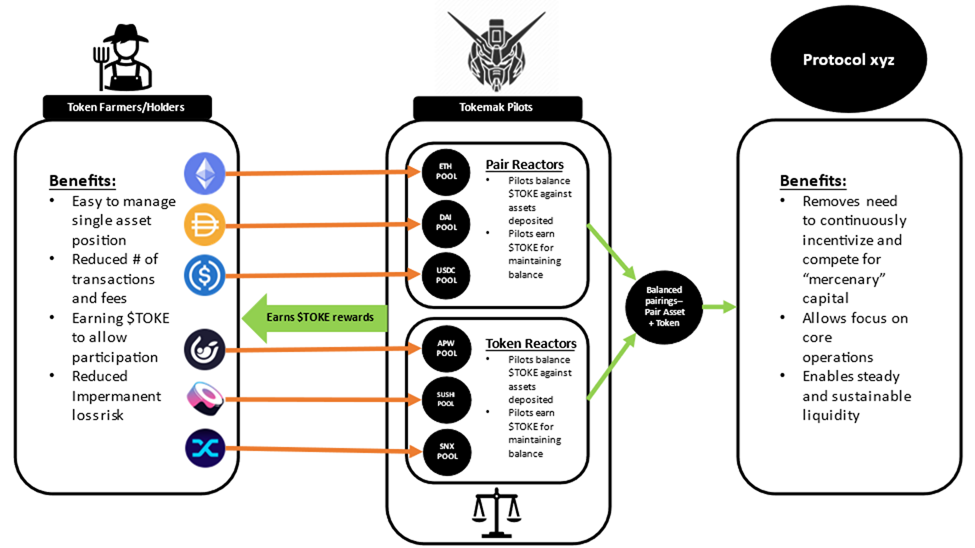 Token Farmers/Holders
Benefits:
• Easy to manage
single asset
position
• Reduced # of
transactions
and fees
• Earning $TOKE
to allow
participation
• Reduced
Impermanent
loss risk
Earns $TOKE rewards
Tokemak Pilots
ETH
POOL
DAI
POOL
USDC
POOL
Pair Reactors
• Pilots balance
$TOKE against
assets
deposited
• Pilots earn
$TOKE for
maintaining
balance
APW
POOL
SUSHI
POOL
SNX
POOL
Token Reactors
• Pilots balance
$TOKE against
assets
deposited
• Pilots earn
$TOKE for
maintaining
balance
Balanced
pairings–
Pair Asset
+ Token
Protocol xyz
Benefits:
• Removes need
to continuously
incentivize and
compete for
“mercenary”
capital
• Allows focus on
core
operations
• Enables steady
and sustainable
liquidity